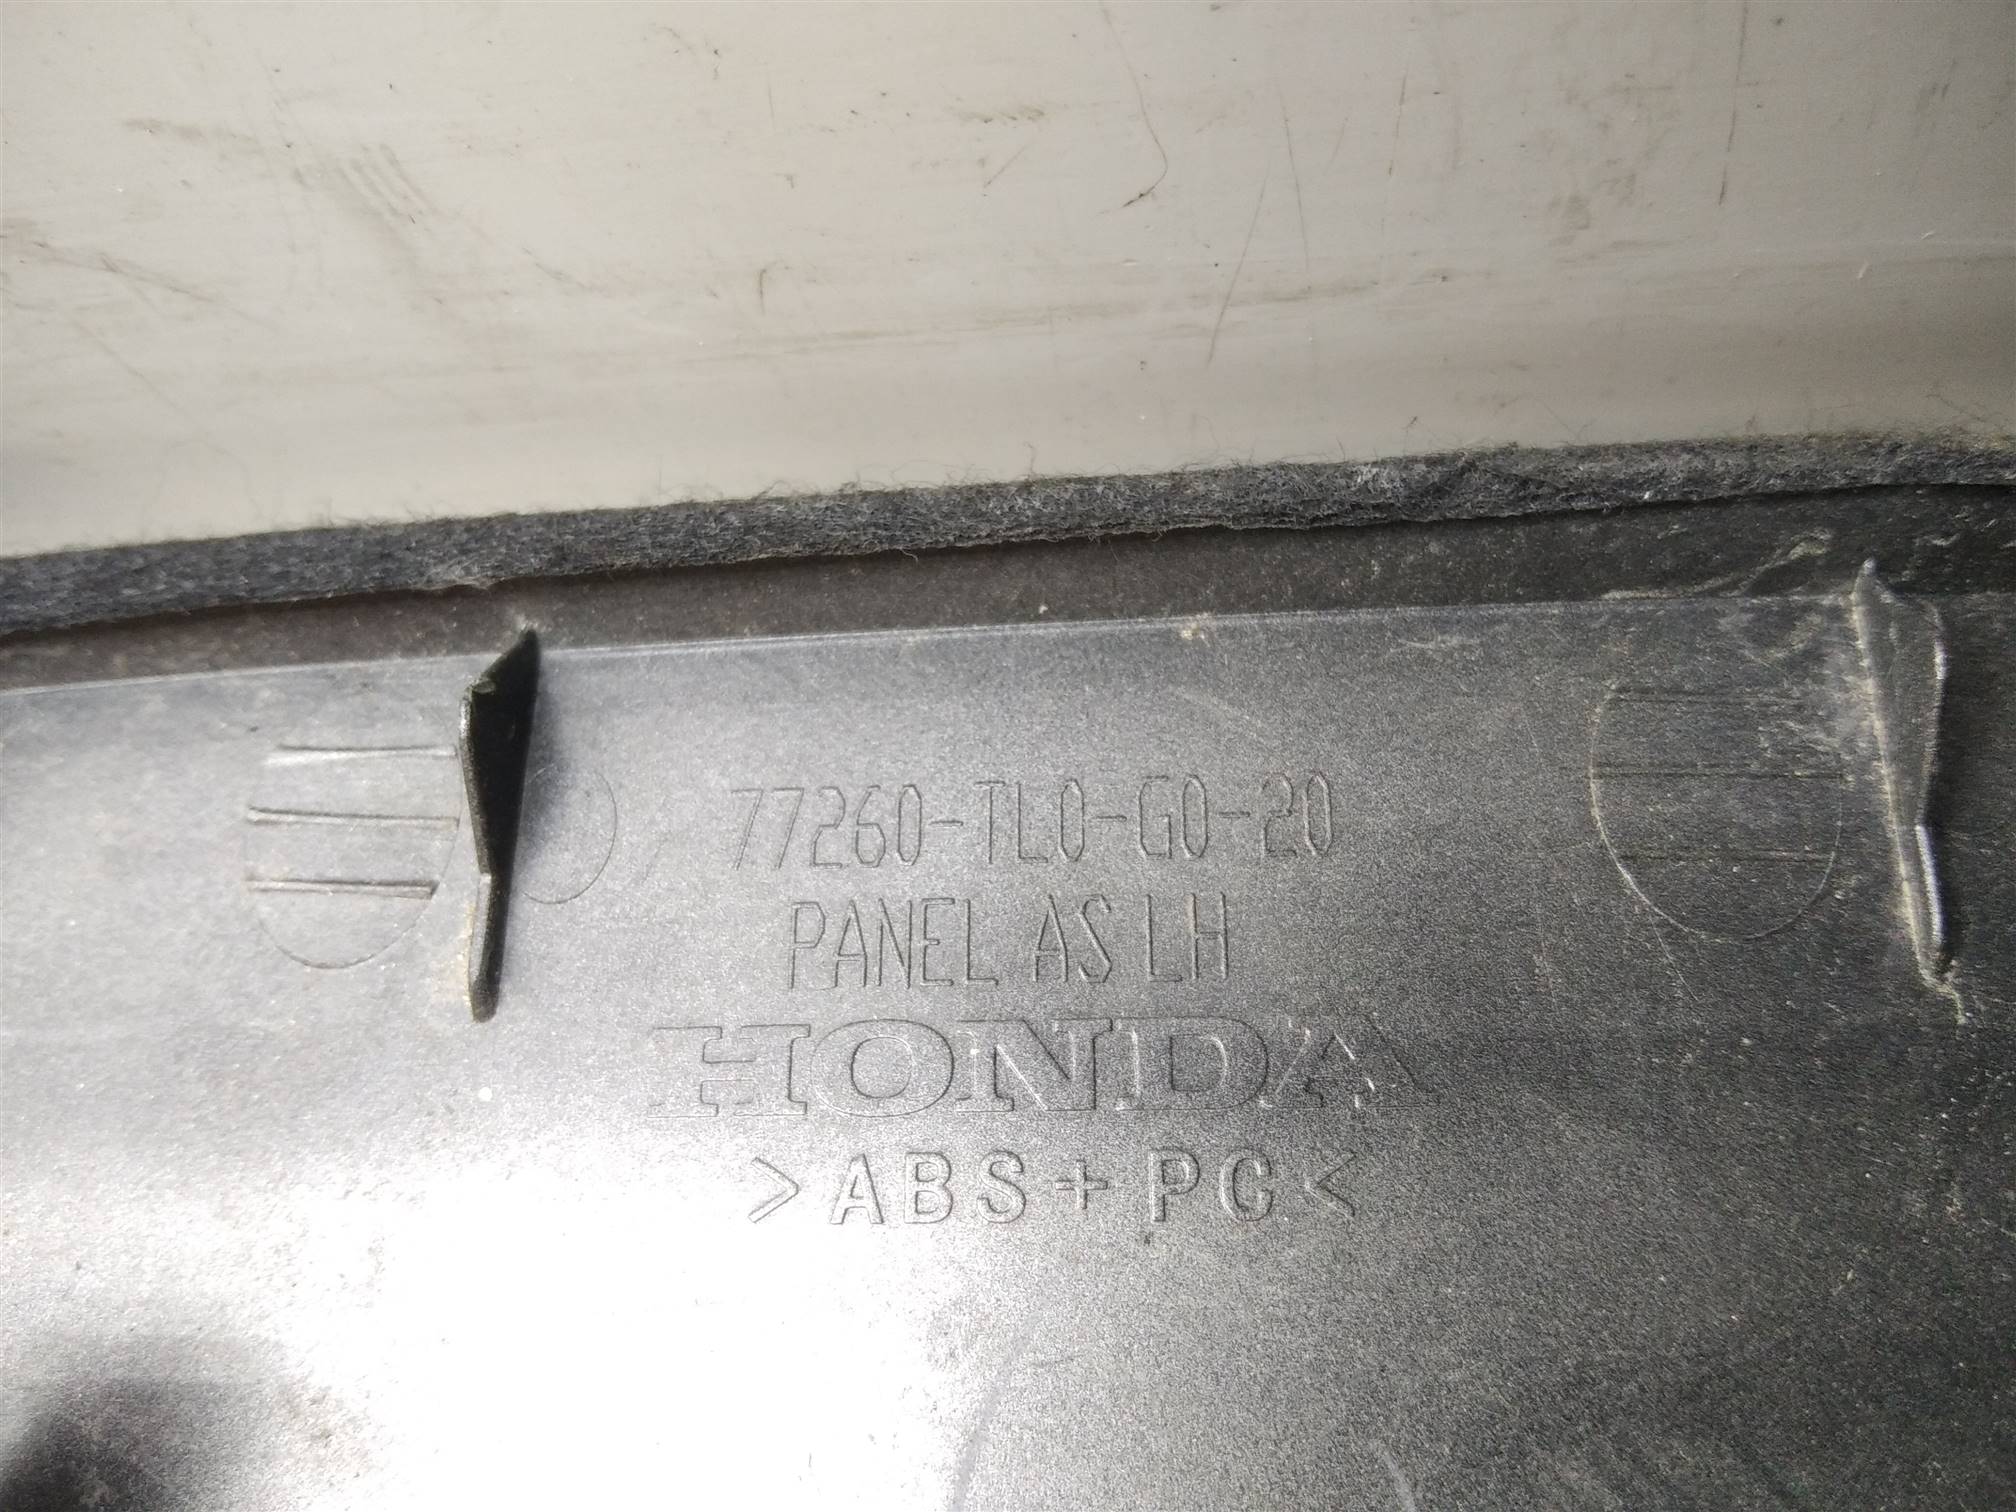 77260-TL0-G0-20
PANEL AS LH
HONDA
>ABS+PC<